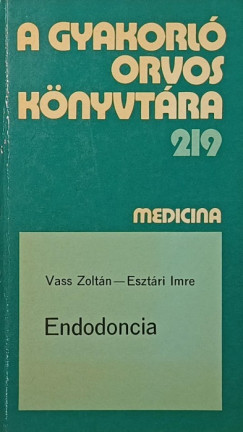 A GYAKORLÓ
ORVOS
KÖNYVTÁRA
219
MEDICINA
Vass Zoltán—Esztári Imre
Endodoncia